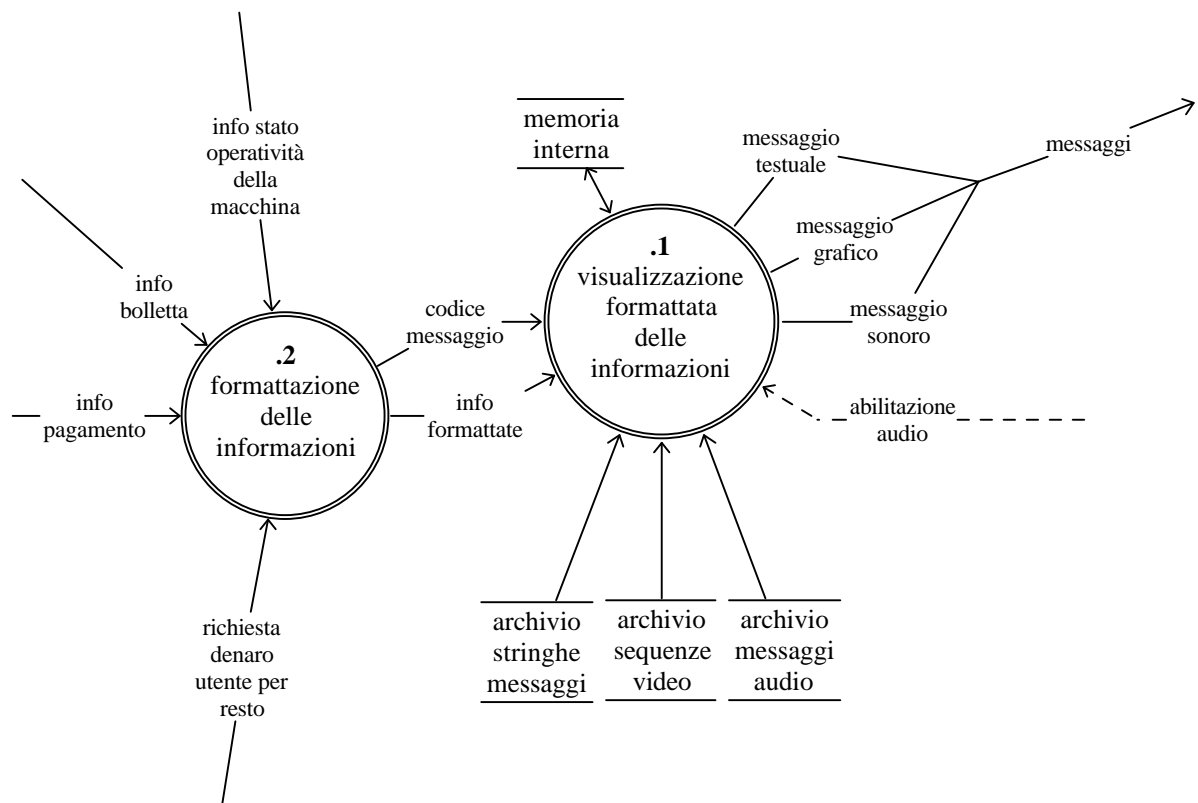 info stato
operatività
della
macchina
memoria
interna
messaggio
testuale
messaggi
messaggio
grafico
messaggio
sonoro
info
bolletta
info
pagamento
.2
formattazione
delle
informazioni
codice
messaggio
info
formattate
.1
visualizzazione
formattata
delle
informazioni
abilitazione
audio
richiesta
denaro
utente per
resto
archivio
stringhe
messaggi
archivio
sequenze
video
archivio
messaggi
audio